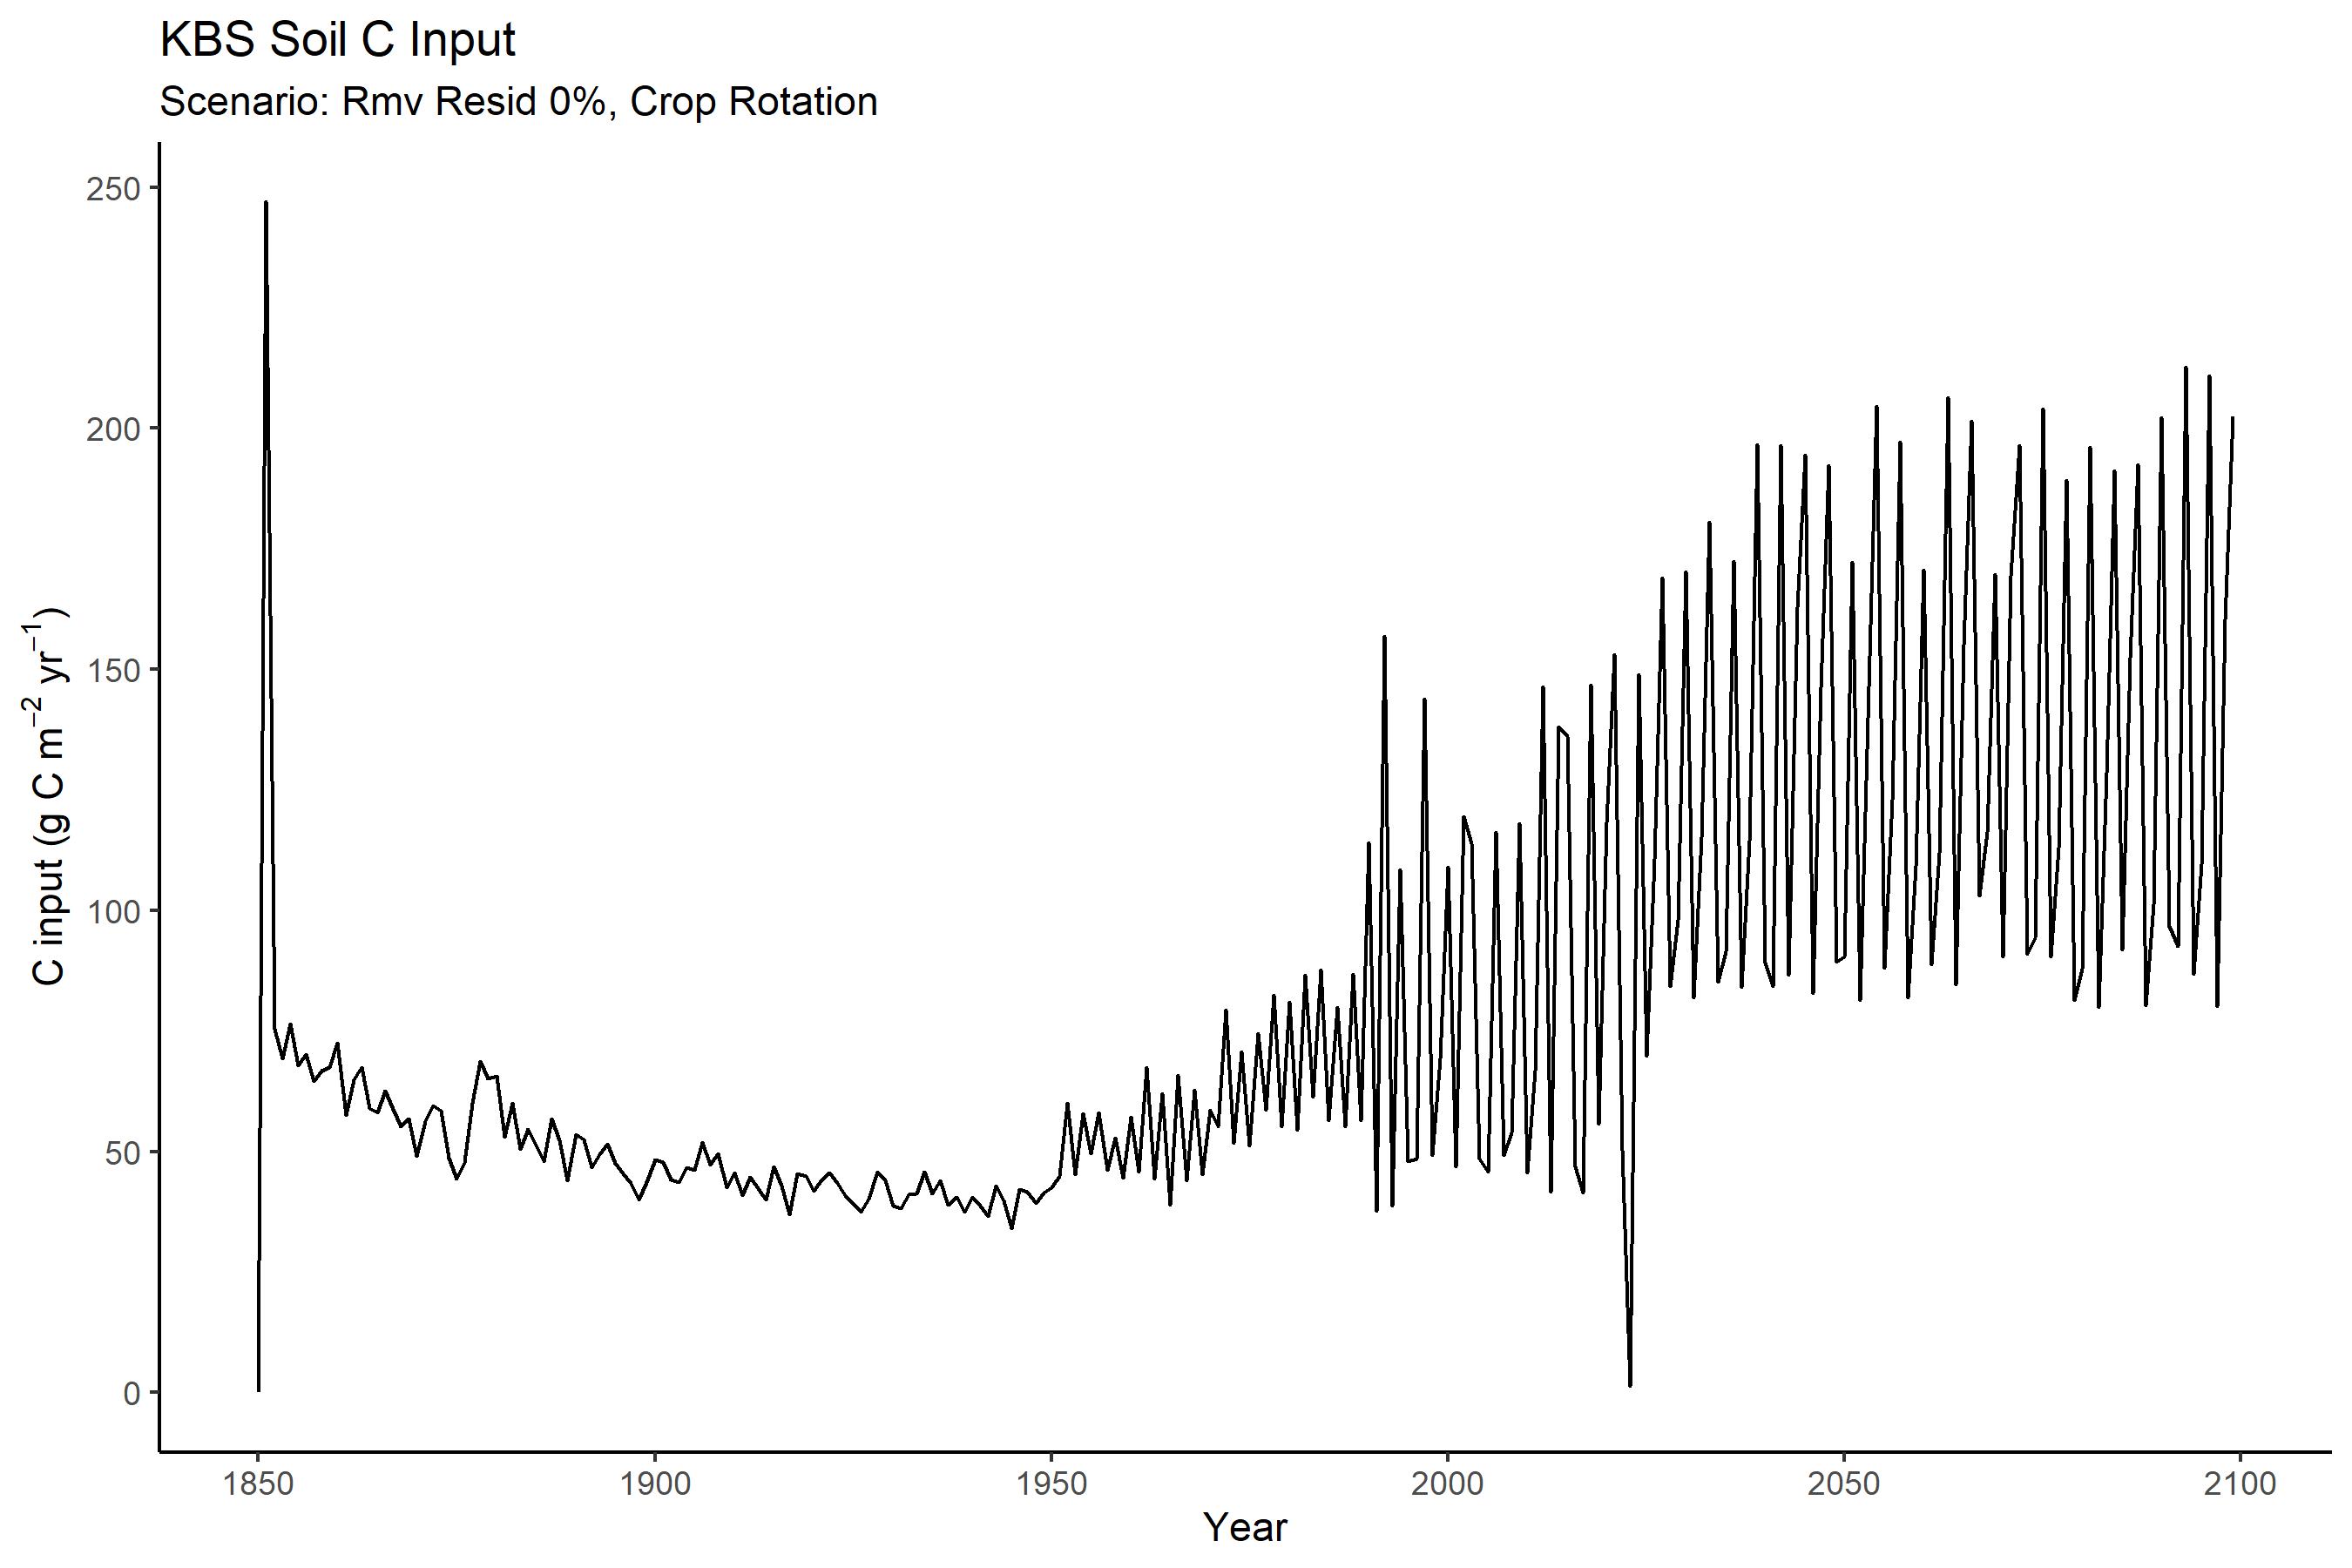 KBS Soil C Input
Scenario: Rmv Resid 0%, Crop Rotation
250
200
150
100
50
0
C input (g C m⁻² yr⁻¹)
1850 1900 1950 2000 2050 2100
Year